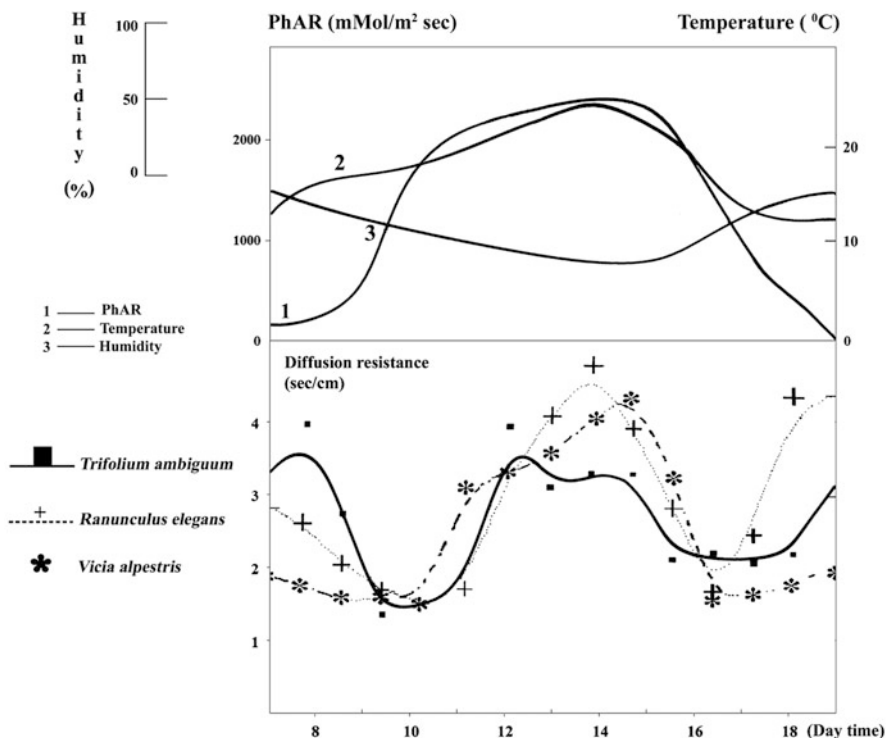 Humidity
(%)
100
50
0
PhAR (mMol/m² sec)
Temperature ( ⁰C)
2000
1000
0
20
10
0
2
3
1
1 PhAR
2 Temperature
3 Humidity
Diffusion resistance
(sec/cm)
4
3
2
1
Trifolium ambiguum
Ranunculus elegans
Vicia alpestris
8 10 12 14 16 18 (Day time)